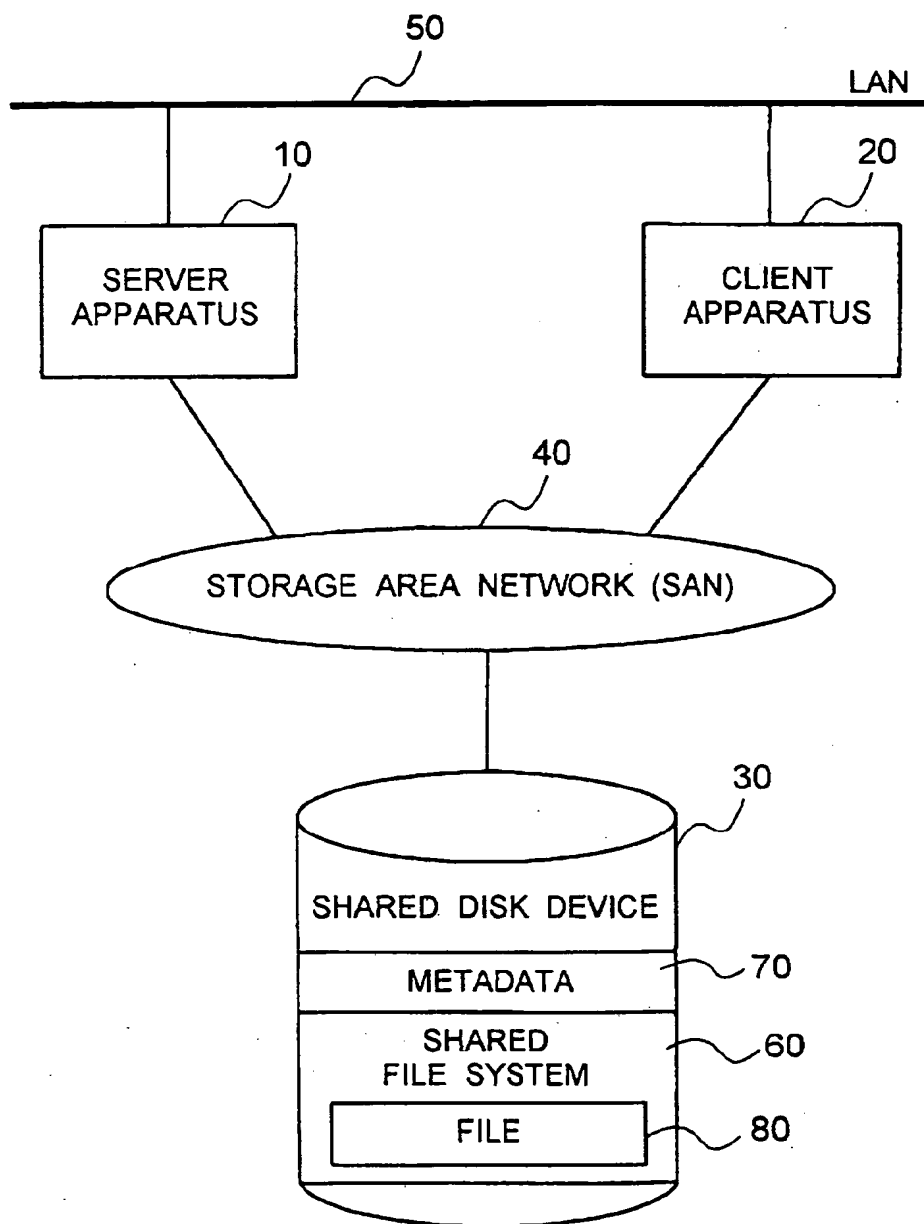 50
LAN
10
20
SERVER
APPARATUS
CLIENT
APPARATUS
40
STORAGE AREA NETWORK (SAN)
30
SHARED DISK DEVICE
METADATA
70
SHARED
FILE SYSTEM
60
FILE
80